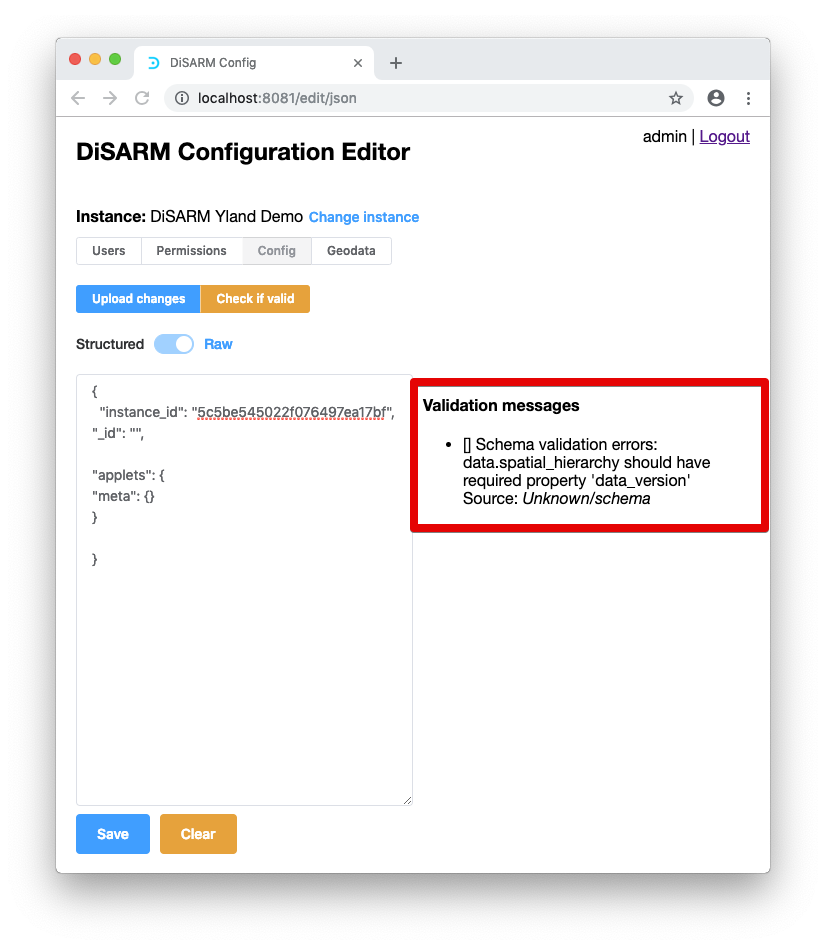 DiSARM Config
localhost:8081/edit/json
admin | Logout
DiSARM Configuration Editor
Instance: DiSARM Yland Demo Change instance
Users Permissions Config Geodata
Upload changes Check if valid
Structured Raw
{
"instance_id": "5c5be545022f076497ea17bf",
"_id": "",
"applets": {
"meta": {}
}
}
Validation messages
[] Schema validation errors:
data.spatial_hierarchy should have
required property 'data_version'
Source: Unknown/schema
Save Clear